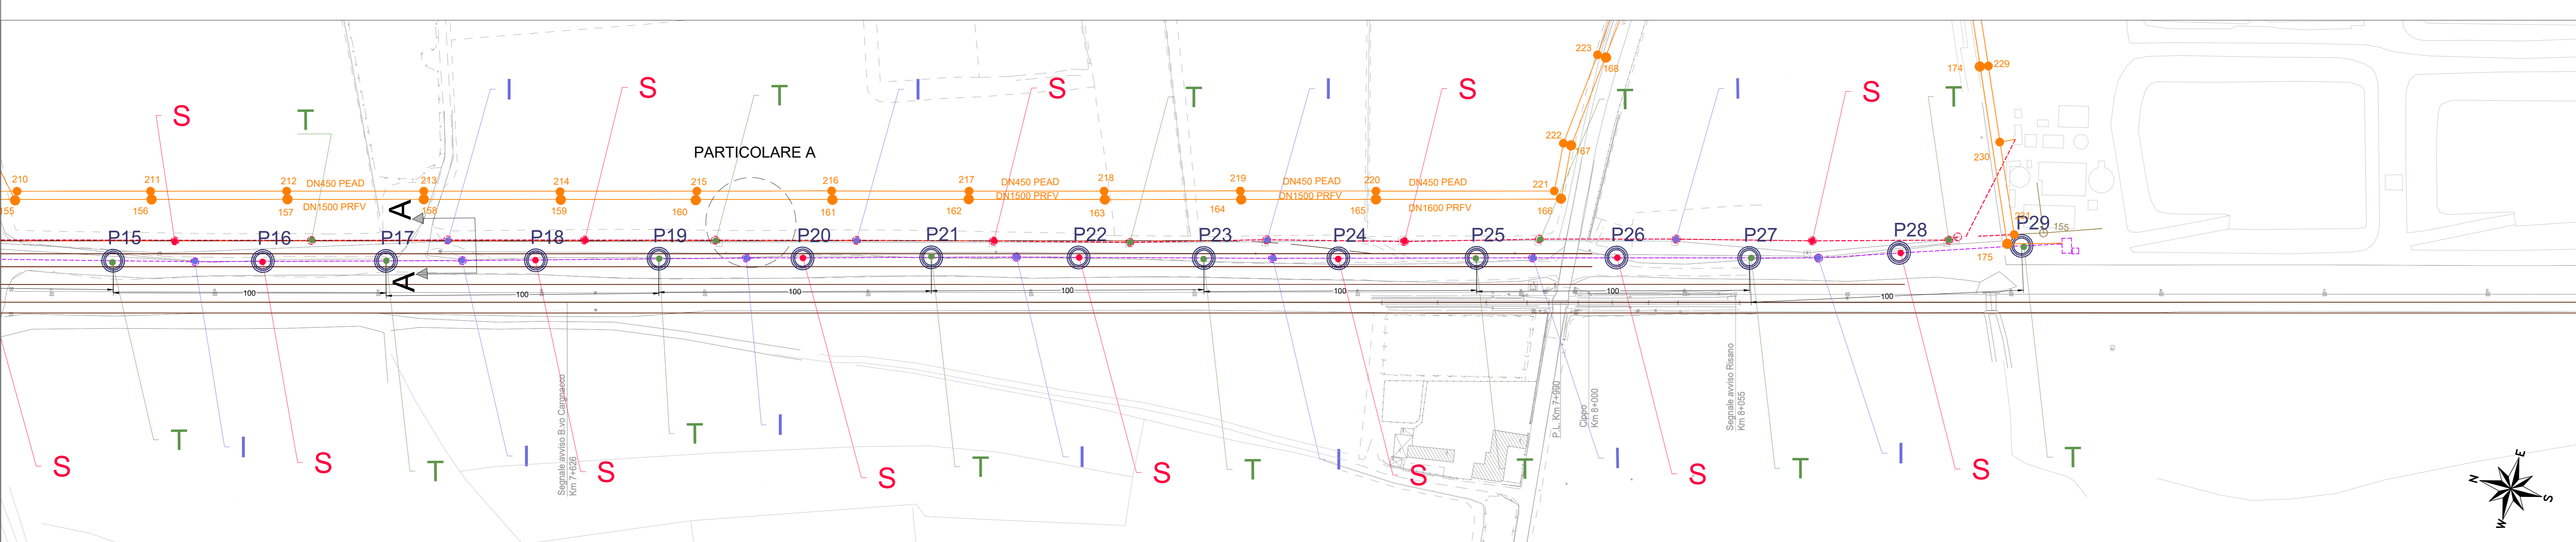 223
168
174
229
I
S
T
I
S
T
I
S
T
I
S
T
S
T
222
167
230
PARTICOLARE A
210
211
212
DN450 PEAD
213
214
215
216
217
DN450 PEAD
218
219
DN450 PEAD
220
DN450 PEAD
221
155
156
157
DN1500 PRFV
158
159
160
161
162
DN1500 PRFV
163
164
DN1500 PRFV
165
DN1600 PRFV
166
A
A
P15
P16
P17
P18
P19
P20
P21
P22
P23
P24
P25
P26
P27
P28
P29
155
175
100
100
100
100
100
100
100
Segnale avviso B.vo Cargnacco
Km 7+626
P.L. Km 7+990
Cippo
Km 8+000
Segnale avviso Risano
Km 8+055
S
T
I
S
T
I
S
T
I
S
T
I
S
T
I
S
T
I
S
T
I
S
T
N
E
S
W